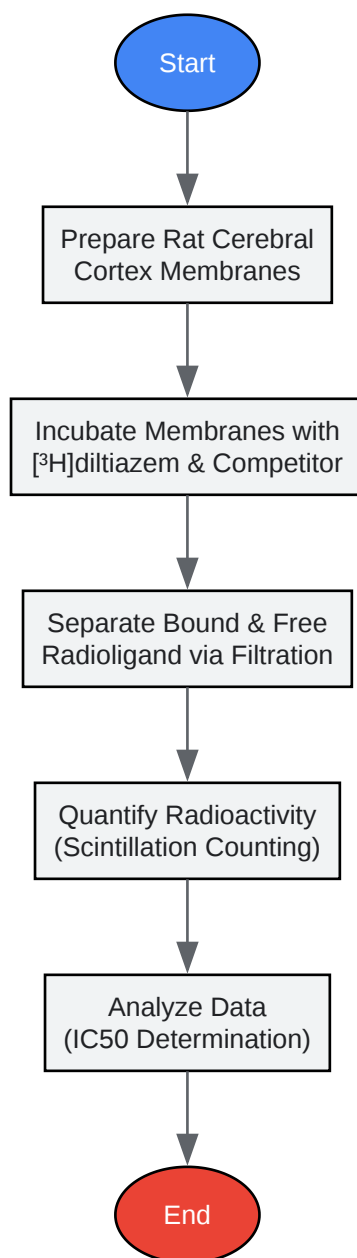 Start
Prepare Rat Cerebral
Cortex Membranes
Incubate Membranes with
[³H]diltiazem & Competitor
Separate Bound & Free
Radioligand via Filtration
Quantify Radioactivity
(Scintillation Counting)
Analyze Data
(IC50 Determination)
End